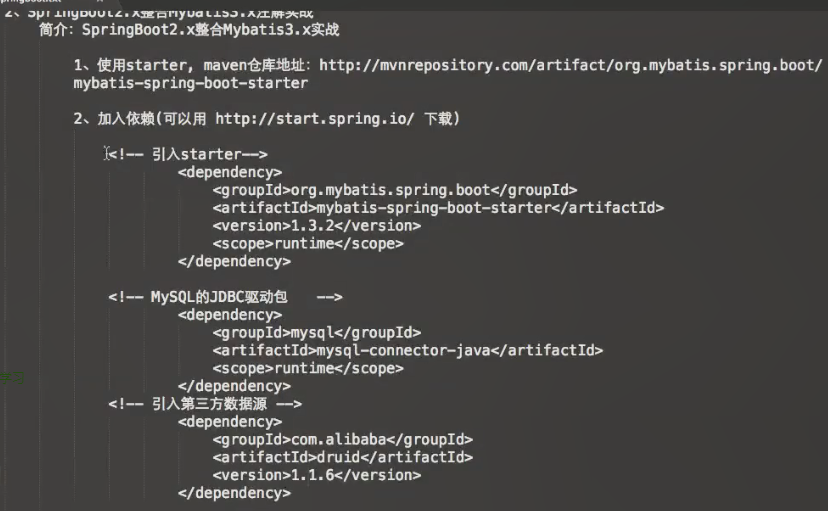 2、SpringBoot2.x整合Mybatis3.x注解实战
简介：SpringBoot2.x整合Mybatis3.x实战
1、使用starter, maven仓库地址：http://mvnrepository.com/artifact/org.mybatis.spring.boot/
mybatis-spring-boot-starter
2、加入依赖(可以用 http://start.spring.io/ 下载)
<!-- 引入starter-->
<dependency>
<groupId>org.mybatis.spring.boot</groupId>
<artifactId>mybatis-spring-boot-starter</artifactId>
<version>1.3.2</version>
<scope>runtime</scope>
</dependency>
<!-- MySQL的JDBC驱动包   -->
<dependency>
<groupId>mysql</groupId>
<artifactId>mysql-connector-java</artifactId>
<scope>runtime</scope>
</dependency>
<!-- 引入第三方数据源 -->
<dependency>
<groupId>com.alibaba</groupId>
<artifactId>druid</artifactId>
<version>1.1.6</version>
</dependency>